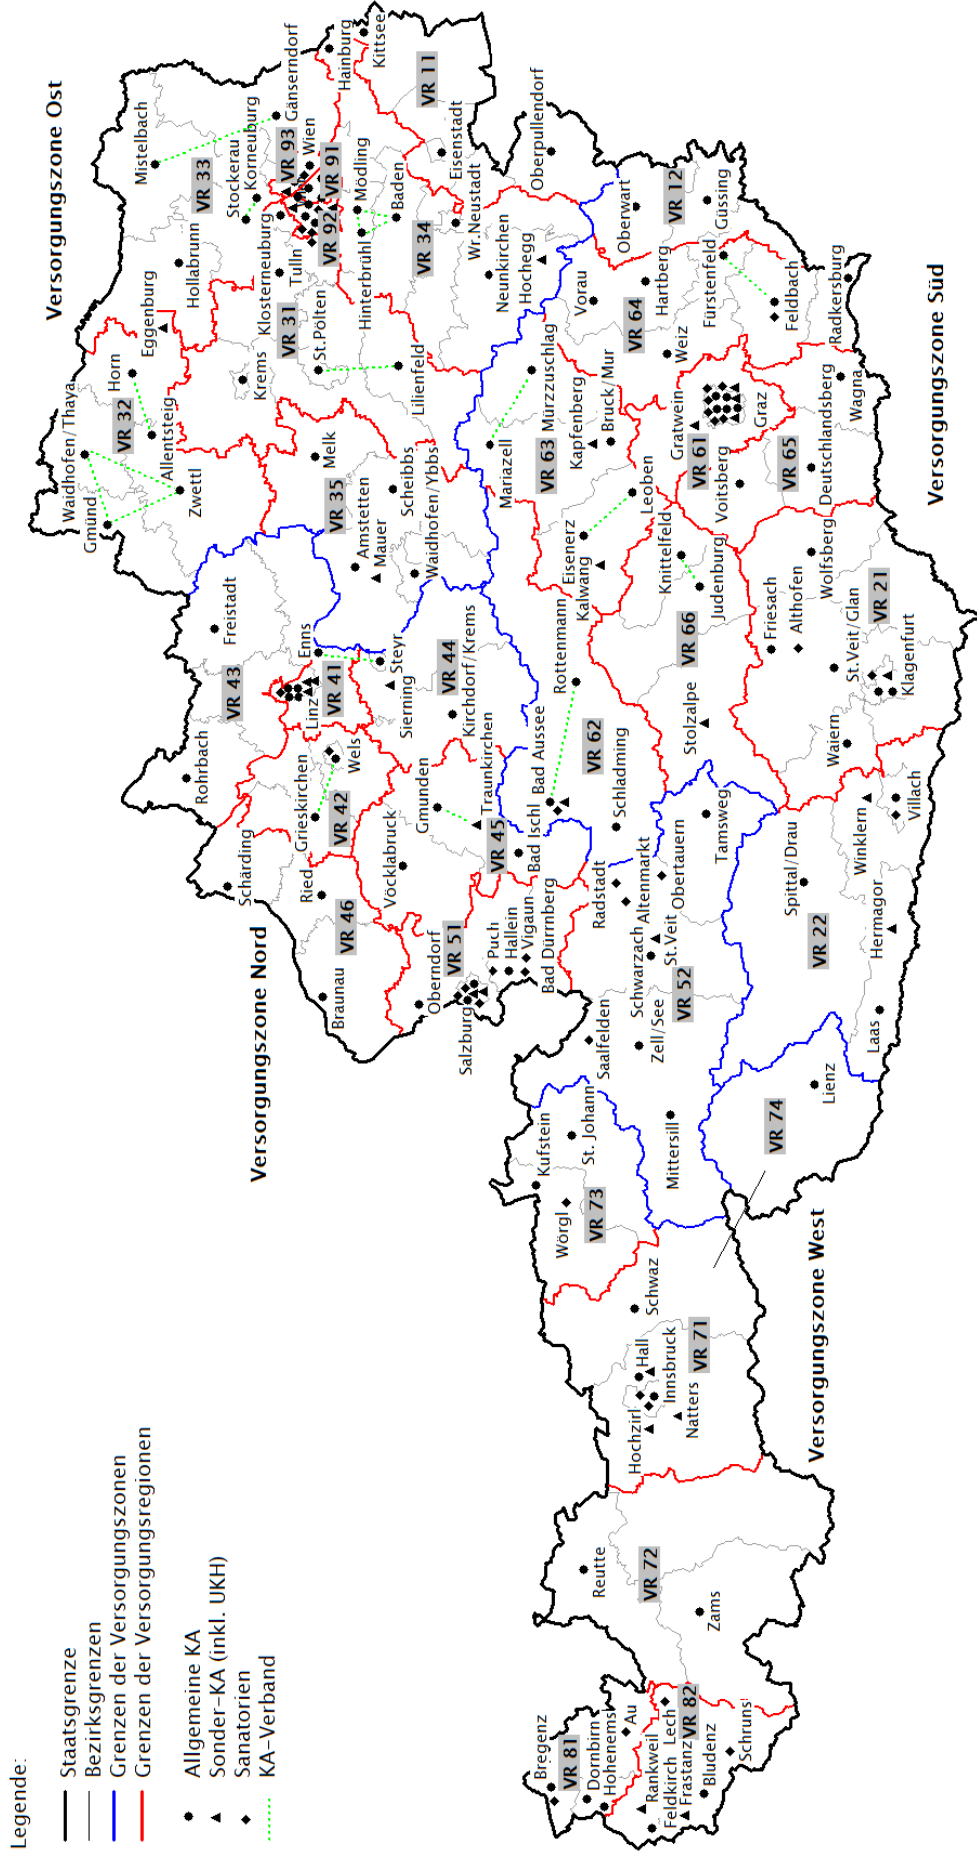 Legende:
Staatsgrenze
Bezirksgrenzen
Grenzen der Versorgungszonen
Grenzen der Versorgungsregionen
Allgemeine KA
Sonder-KA (inkl. UKH)
Sanatorien
KA-Verband
Versorgungszone Nord
Versorgungszone Ost
Versorgungszone West
Versorgungszone Süd
Bregenz
VR 81
Dornbirn
Hohenems
Au
Rankweil
Feldkirch
Lech
Frastanz
VR 82
Bludenz
Schruns
Reutte
VR 72
Zams
Hochzirl
Hall
Innsbruck
Natters
VR 71
Schwaz
Kufstein
Wörgl
St. Johann
VR 73
Mittersill
VR 74
Lienz
Saalfelden
Zell/See
Schwarzach
St.Veit
VR 52
Radstadt
Altenmarkt
Obertauern
Tamsweg
Oberndorf
VR 51
Salzburg
Puch
Hallein
Vigaun
Bad Dürrnberg
Braunau
VR 46
Ried
Schärding
Grieskirchen
VR 42
Wels
Vöcklabruck
Gmunden
Traunkirchen
VR 45
Bad Ischl
Rohrbach
VR 43
Freistadt
Linz
VR 41
Enns
Steyr
Sierning
VR 44
Kirchdorf/Krems
Gmünd
Waidhofen/Thaya
VR 32
Horn
Allentsteig
Zwettl
Eggenburg
Hollabrunn
Mistelbach
VR 33
Stockerau
Korneuburg
Gänserndorf
Klosterneuburg
Tulln
VR 31
Krems
St.Pölten
Lilienfeld
VR 93
Wien
VR 91
VR 92
Hainburg
Kittsee
Mödling
Hinterbrühl
Baden
VR 34
VR 11
Eisenstadt
Wr.Neustadt
Neunkirchen
Hochegg
Oberpullendorf
Melk
VR 35
Amstetten
Mauer
Scheibbs
Waidhofen/Ybbs
Oberwart
VR 12
Güssing
Vorau
VR 64
Hartberg
Weiz
Fürstenfeld
Feldbach
Radkersburg
Mariazell
Mürzzuschlag
VR 63
Kapfenberg
Bruck/Mur
Leoben
Eisenerz
Kalwang
Gratwein
VR 61
Graz
Voitsberg
VR 65
Deutschlandsberg
Wagna
Knittelfeld
Judenburg
VR 66
Stolzalpe
Rottenmann
Bad Aussee
VR 62
Schladming
Friesach
Althofen
Wolfsberg
St.Veit/Glan
VR 21
Klagenfurt
Waiern
Villach
Winklern
Spittal/Drau
VR 22
Hermagor
Laas